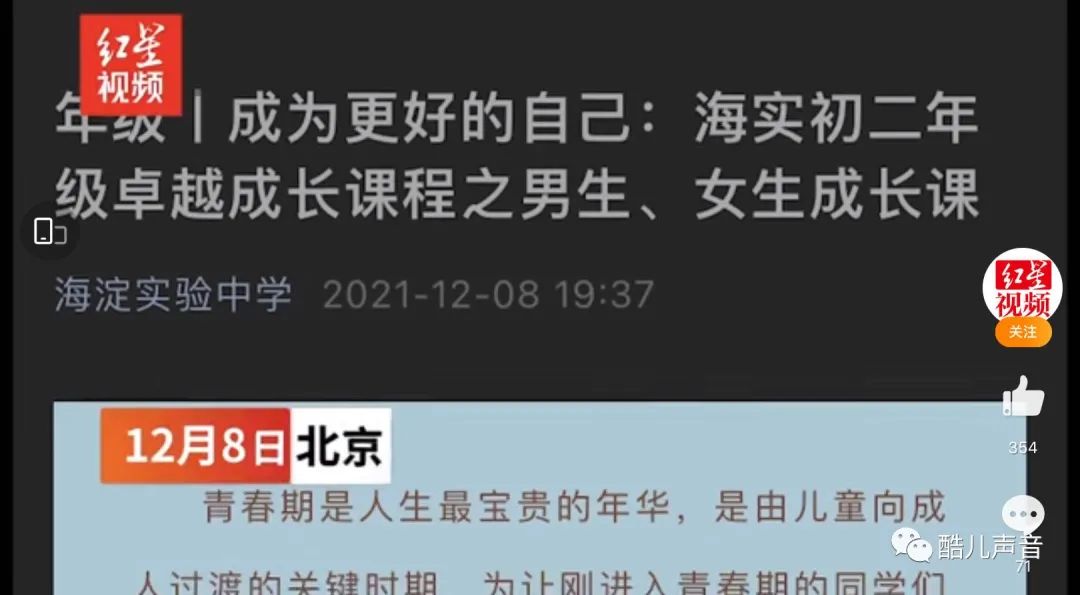 红星
视频
年级｜成为更好的自己：海实初二年
级卓越成长课程之男生、女生成长课
海淀实验中学 2021-12-08 19:37
红星
视频
关注
354
12月8日北京
青春期是人生最宝贵的年华，是由儿童向成
人过渡的关键时期，为让刚进入青春期的同学们
酷儿声音
71